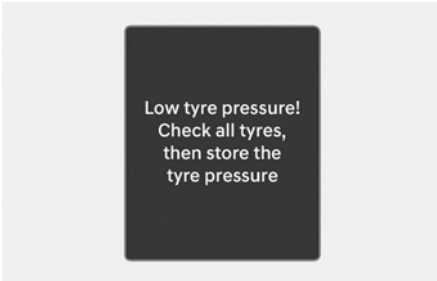 Low tyre pressure!
Check all tyres,
then store the
tyre pressure